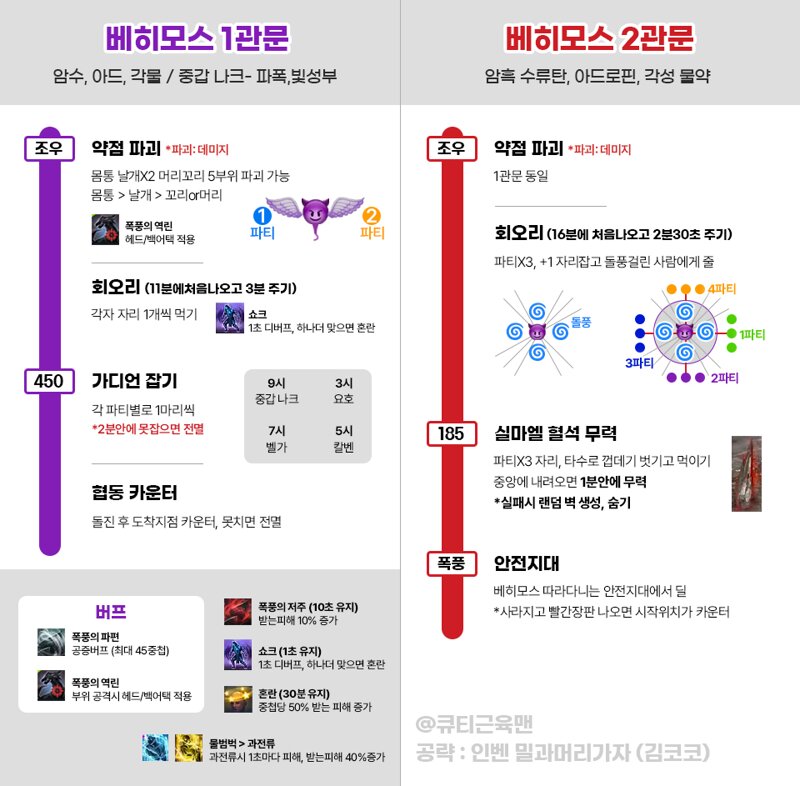 베히모스 1관문
암수, 아드, 각물 / 중갑 나크- 파폭,빛성부
조우
약점 파괴 *파괴: 데미지
몸통 날개X2 머리꼬리 5부위 파괴 가능
몸통 > 날개 > 꼬리or머리
폭풍의 역린
헤드/백어택 적용
1
파티
2
파티
회오리 (11분에처음나오고 3분 주기)
각자 자리 1개씩 먹기
쇼크
1초 디버프, 하나더 맞으면 혼란
450
가디언 잡기
각 파티별로 1마리씩
*2분안에 못잡으면 전멸
9시
중갑 나크
3시
요호
7시
벨가
5시
칼벤
협동 카운터
돌진 후 도착지점 카운터, 못치면 전멸
버프
폭풍의 파편
공증버프 (최대 45중첩)
폭풍의 역린
부위 공격시 헤드/백어택 적용
폭풍의 저주 (10초 유지)
받는피해 10% 증가
쇼크 (1초 유지)
1초 디버프, 하나더 맞으면 혼란
혼란 (30분 유지)
중첩당 50% 받는 피해 증가
물범벅 > 과전류
과전류시 1초마다 피해, 받는피해 40%증가
베히모스 2관문
암흑 수류탄, 아드로핀, 각성 물약
조우
약점 파괴 *파괴: 데미지
1관문 동일
회오리 (16분에 처음나오고 2분30초 주기)
파티X3, +1 자리잡고 돌풍걸린 사람에게 줄
돌풍
4파티
1파티
3파티
2파티
185
실마엘 혈석 무력
파티X3 자리, 타수로 껍데기 벗기고 먹이기
중앙에 내려오면 1분안에 무력
*실패시 랜덤 벽 생성, 숨기
폭풍
안전지대
베히모스 따라다니는 안전지대에서 딜
*사라지고 빨간장판 나오면 시작위치가 카운터
@큐티근육맨
공략 : 인벤 밀과머리가자 (김코코)